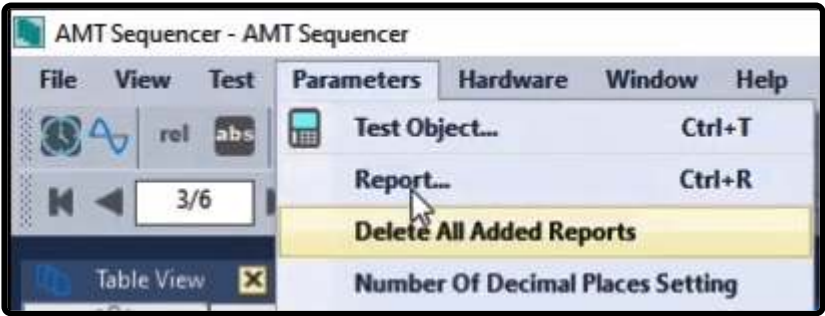 AMT Sequencer - AMT Sequencer
File View Test Parameters Hardware Window Help
rel abs Test Object... Ctrl+T
Report... Ctrl+R
3/6
Delete All Added Reports
Table View Number Of Decimal Places Setting